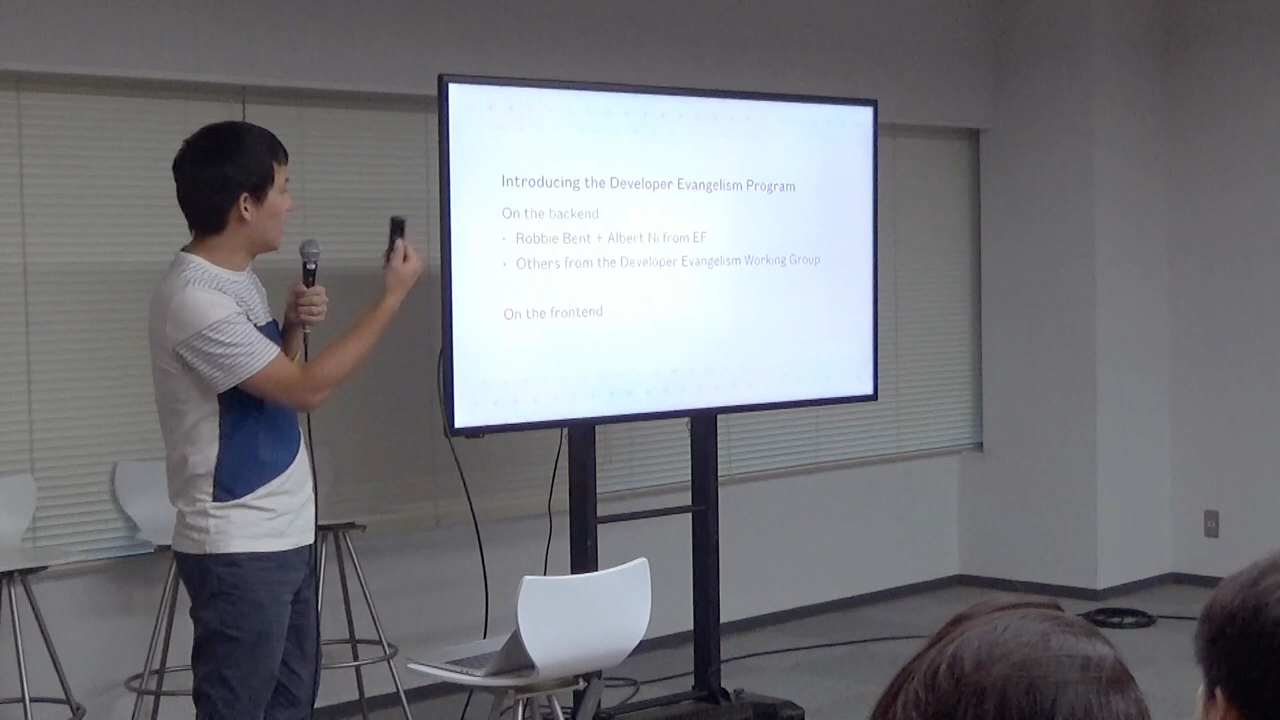 Introducing the Developer Evangelism Program
On the backend
• Robbie Bent + Albert Ni from EF
• Others from the Developer Evangelism Working Group
On the frontend